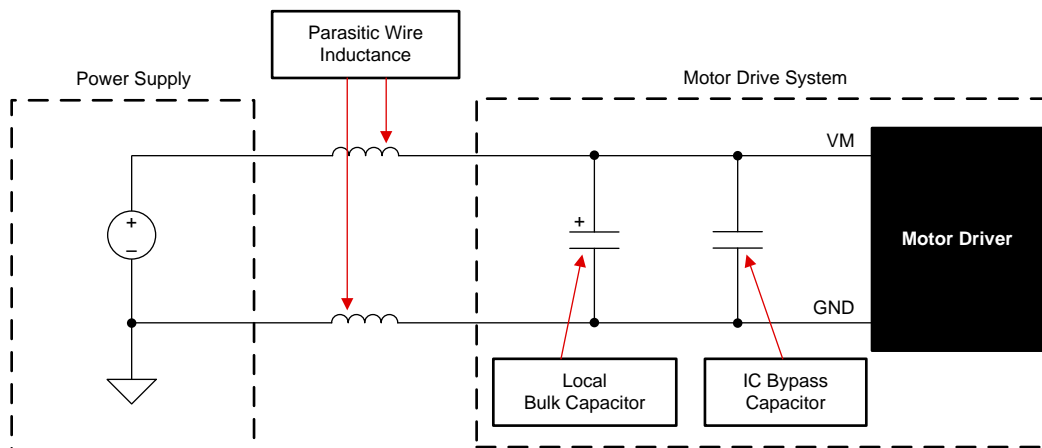 Parasitic Wire
Inductance
Power Supply
Motor Drive System
VM
+
–
+
Motor Driver
GND
Local
Bulk Capacitor
IC Bypass
Capacitor